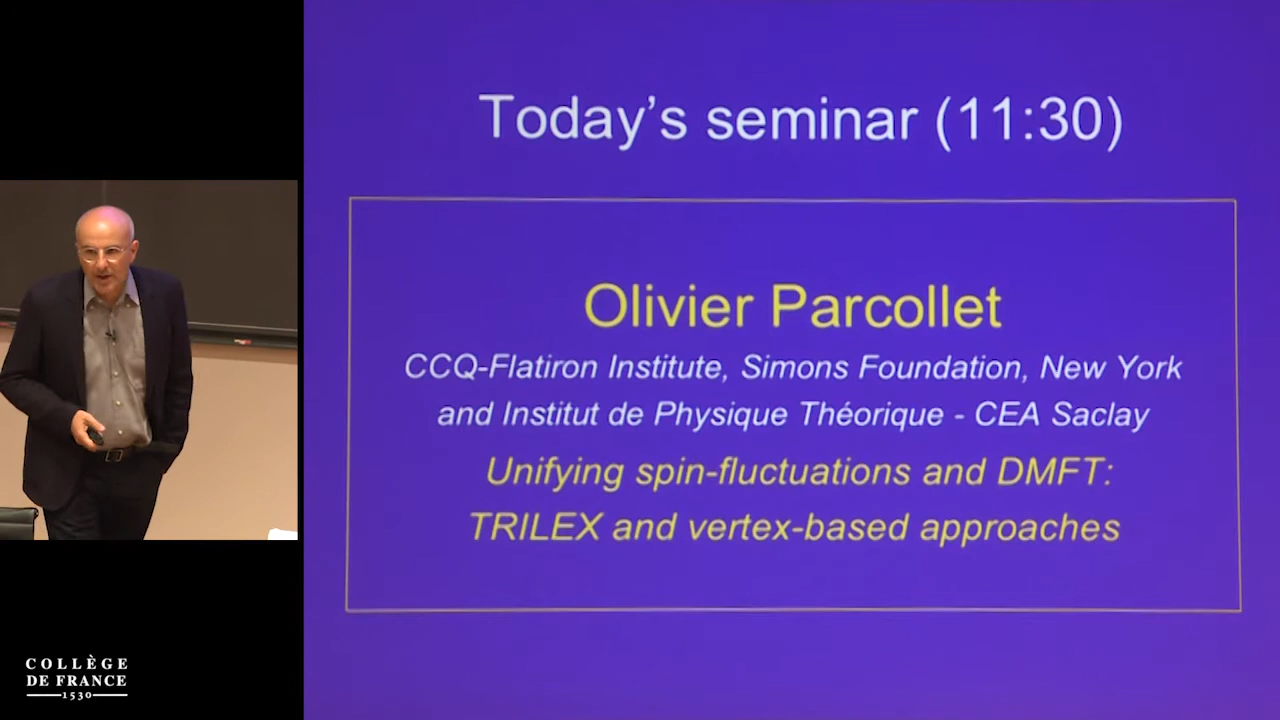 Today's seminar (11:30)
Olivier Parcollet
CCQ-Flatiron Institute, Simons Foundation, New York
and Institut de Physique Théorique - CEA Saclay
Unifying spin-fluctuations and DMFT:
TRILEX and vertex-based approaches
COLLÈGE
DE FRANCE
1530